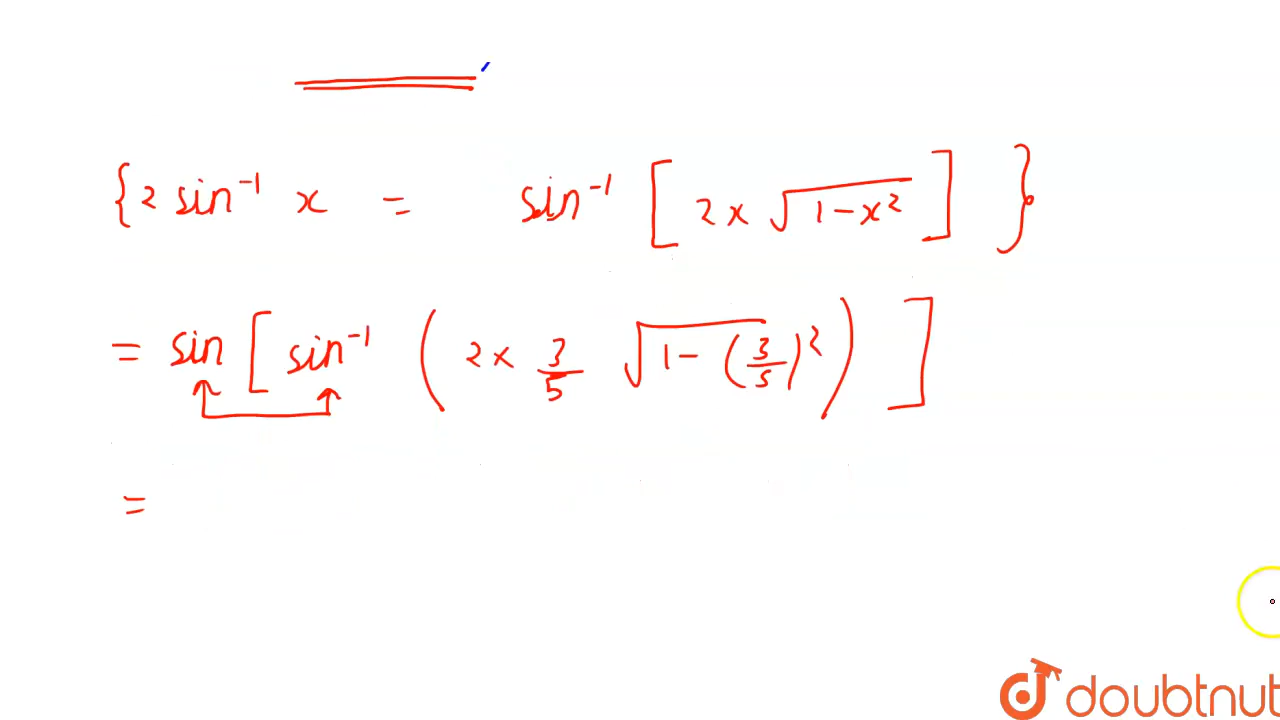 {2 sin⁻¹ x = sin⁻¹ [2x √(1-x²)]}
= sin [sin⁻¹ (2 × 3/5 √(1-(3/5)²))]
=
doubtnut